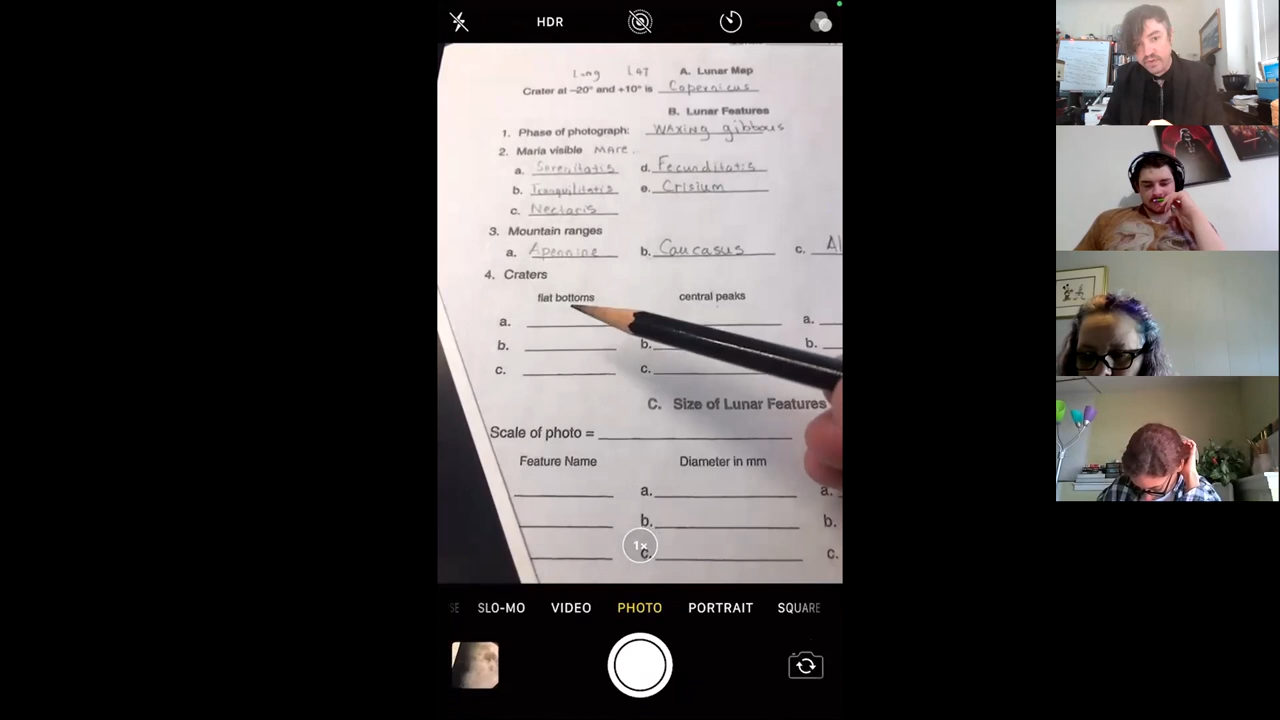 HDR
Long Lat A. Lunar Map
Crater at –20° and +10° is Copernicus
B. Lunar Features
1. Phase of photograph: WAXING gibbous
2. Maria visible MARE
a. Serenitatis d. Fecunditatis
b. Tranquilitatis e. Crisium
c. Nectaris
3. Mountain ranges
a. Apennine b. Caucasus c. Al
4. Craters
flat bottoms central peaks
a. a.
b. b. b.
c. c.
C. Size of Lunar Features
Scale of photo =
Feature Name Diameter in mm
a. a.
b. b.
c. c.
1×
SLO-MO VIDEO PHOTO PORTRAIT SQUARE